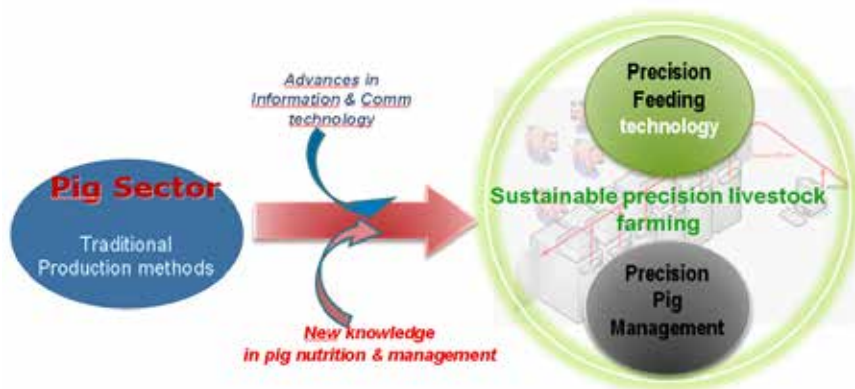 Pig Sector
Traditional
Production methods
Advances in
Information & Comm
technology
New knowledge
in pig nutrition & management
Precision
Feeding
technology
Sustainable precision livestock
farming
Precision
Pig
Management